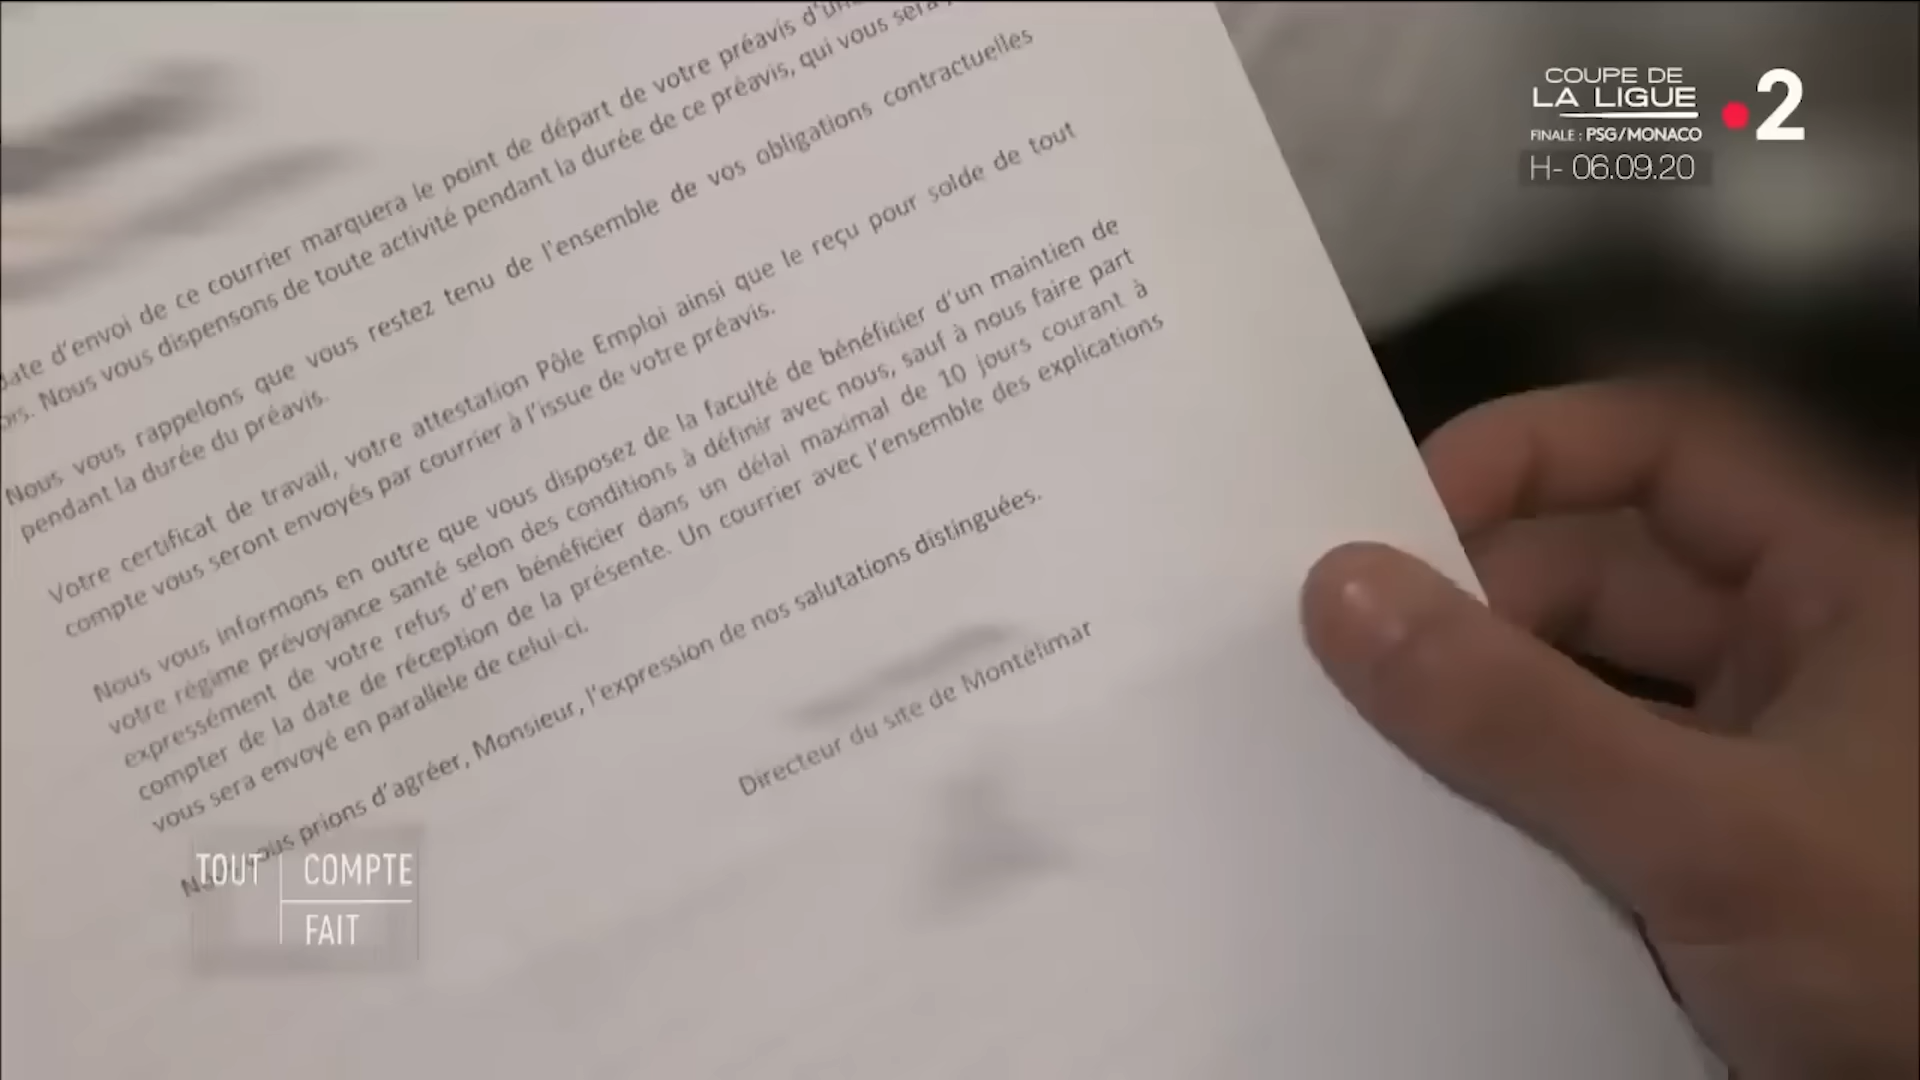 date d'envoi de ce courrier marquera le point de départ de votre préavis
Nous vous dispensons de toute activité pendant la durée de ce préavis, qui vous sera
Nous vous rappelons que vous restez tenu de l'ensemble de vos obligations contractuelles
pendant la durée du préavis.
Votre certificat de travail, votre attestation Pôle Emploi ainsi que le reçu pour solde de tout
compte vous seront envoyés par courrier à l'issue de votre préavis.
Nous vous informons en outre que vous disposez de la faculté de bénéficier d'un maintien de
votre régime prévoyance santé selon des conditions à définir avec nous, sauf à nous faire part
expressément de votre refus d'en bénéficier dans un délai maximal de 10 jours courant à
compter de la date de réception de la présente. Un courrier avec l'ensemble des explications
vous sera envoyé en parallèle de celui-ci.
Nous vous prions d'agréer, Monsieur, l'expression de nos salutations distinguées.
Directeur du site de Montélimar
COUPE DE
LA LIGUE
FINALE : PSG/MONACO
H- 06.09.20
2
TOUT COMPTE
FAIT